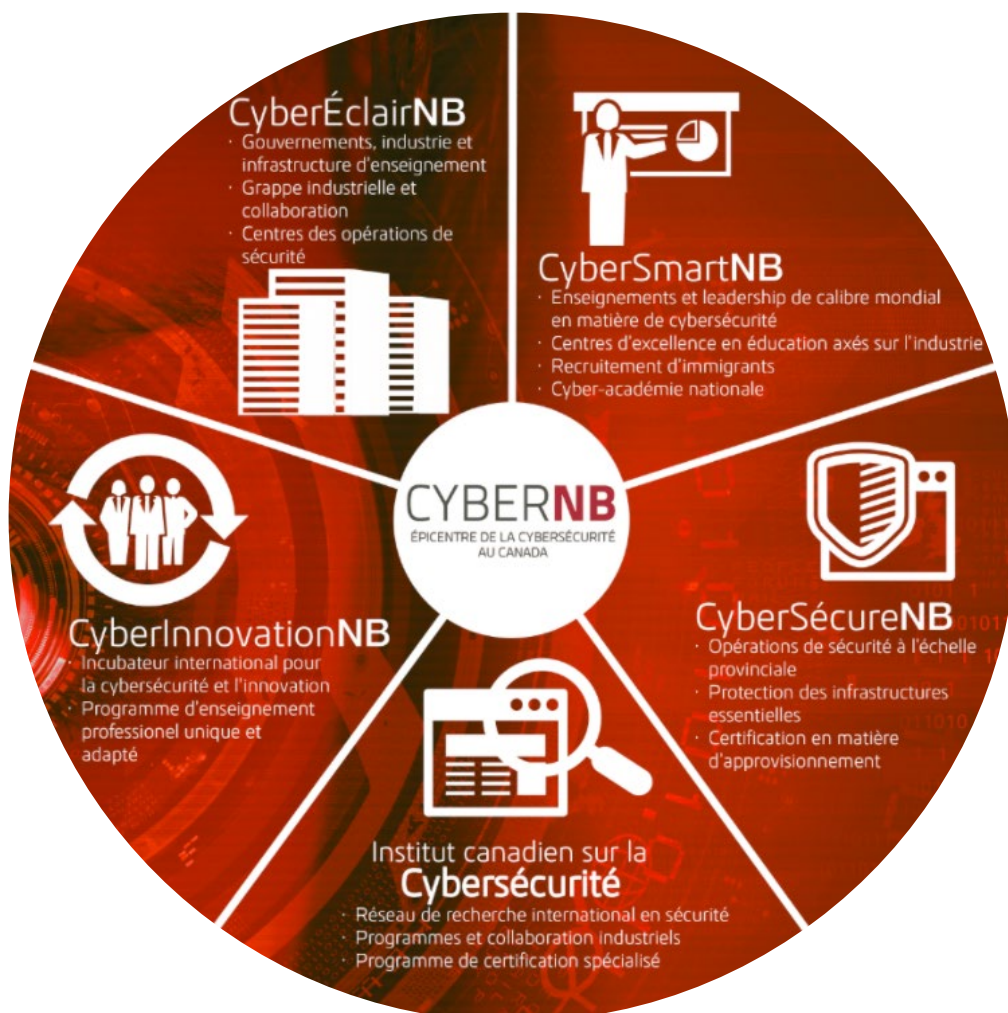 CyberÉclairNB
· Gouvernements, industrie et
infrastructure d'enseignement
· Grappe industrielle et
collaboration
· Centres des opérations de
sécurité
CyberSmartNB
· Enseignements et leadership de calibre mondial
en matière de cybersécurité
· Centres d'excellence en éducation axés sur l'industrie
· Recrutement d'immigrants
· Cyber-académie nationale
CYBERNB
ÉPICENTRE DE LA CYBERSÉCURITÉ
AU CANADA
CyberInnovationNB
· Incubateur international pour
la cybersécurité et l'innovation
· Programme d'enseignement
professionel unique et
adapté
CyberSécureNB
· Opérations de sécurité à l'échelle
provinciale
· Protection des infrastructures
essentielles
· Certification en matière
d'approvisionnement
Institut canadien sur la
Cybersécurité
· Réseau de recherche international en sécurité
· Programmes et collaboration industriels
· Programme de certification spécialisé